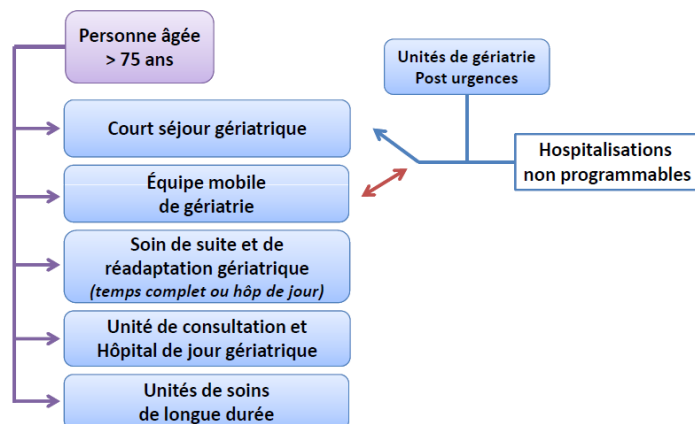 Personne âgée
> 75 ans
Unités de gériatrie
Post urgences
Court séjour gériatrique
Hospitalisations
non programmables
Équipe mobile
de gériatrie
Soin de suite et de
réadaptation gériatrique
(temps complet ou hôp de jour)
Unité de consultation et
Hôpital de jour gériatrique
Unités de soins
de longue durée